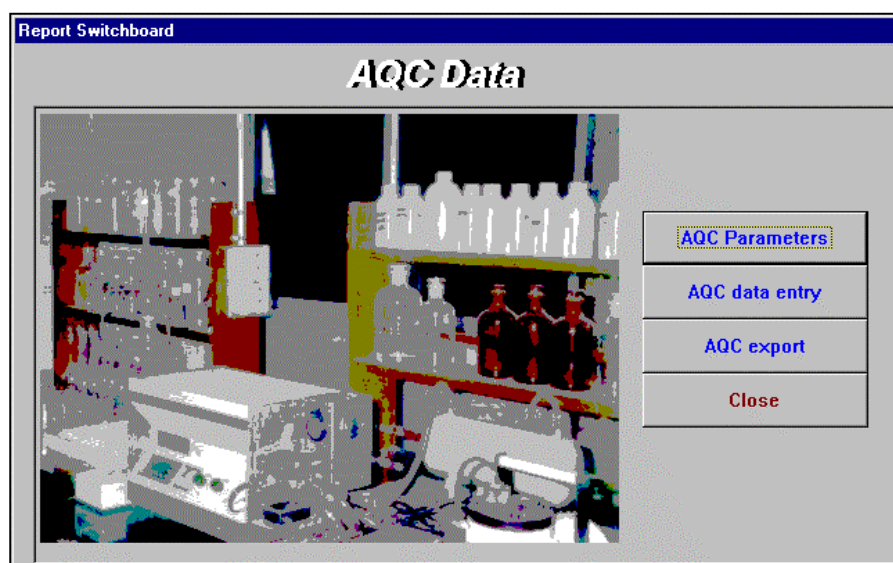 Report Switchboard
AQC Data
AQC Parameters
AQC data entry
AQC export
Close